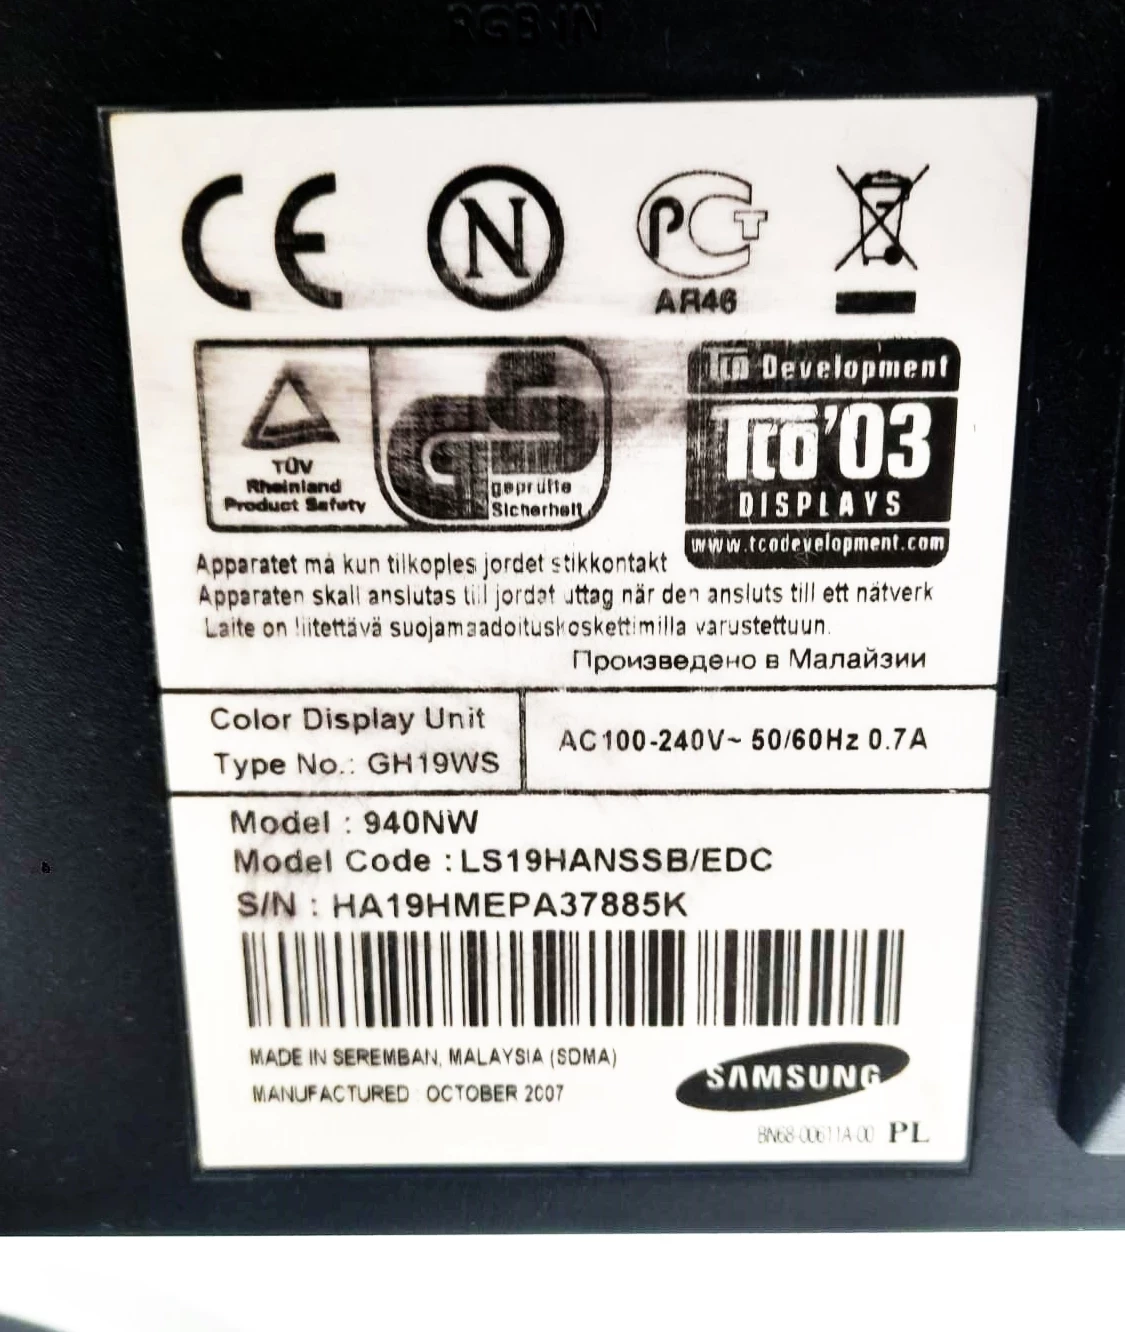 RGB IN
CE
N
PCT
AR46
TÜV
Rheinland
Product Safety
GS
geprüfte
Sicherheit
TCO Development
TCO'03
DISPLAYS
www.tcodevelopment.com
Apparatet må kun tilkoples jordet stikkontakt
Apparaten skall anslutas till jordat uttag när den ansluts till ett nätverk
Laite on liitettävä suojamaadoituskoskettimilla varustettuun.
Произведено в Малайзии
Color Display Unit
Type No.: GH19WS
AC100-240V~ 50/60Hz 0.7A
Model : 940NW
Model Code : LS19HANSSB/EDC
S/N : HA19HMEPA37885K
MADE IN SEREMBAN, MALAYSIA (SDMA)
MANUFACTURED OCTOBER 2007
SAMSUNG
BN68-00611A-00 PL